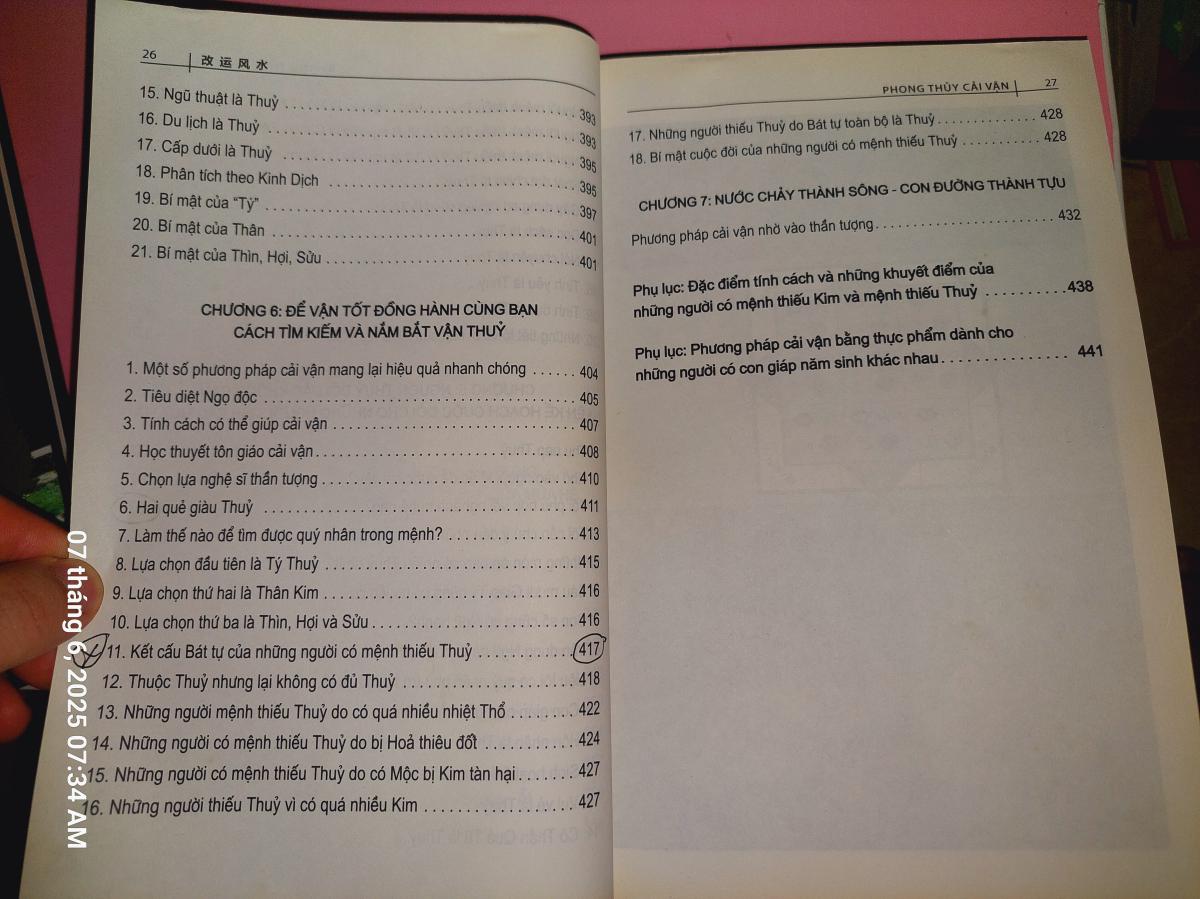 26 改运风水
15. Ngũ thuật là Thuỷ 393
16. Du lịch là Thuỷ 393
17. Cấp dưới là Thuỷ 395
18. Phân tích theo Kinh Dịch 395
19. Bí mật của "Tý" 397
20. Bí mật của Thân 401
21. Bí mật của Thìn, Hợi, Sửu 401
CHƯƠNG 6: ĐỂ VẬN TỐT ĐỒNG HÀNH CÙNG BẠN
CÁCH TÌM KIẾM VÀ NẮM BẮT VẬN THUỶ
1. Một số phương pháp cải vận mang lại hiệu quả nhanh chóng 404
2. Tiêu diệt Ngọ độc 405
3. Tính cách có thể giúp cải vận 407
4. Học thuyết tôn giáo cải vận 408
5. Chọn lựa nghệ sĩ thần tượng 410
6. Hai quẻ giàu Thuỷ 411
7. Làm thế nào để tìm được quý nhân trong mệnh? 413
8. Lựa chọn đầu tiên là Tý Thuỷ 415
9. Lựa chọn thứ hai là Thân Kim 416
10. Lựa chọn thứ ba là Thìn, Hợi và Sửu 416
11. Kết cấu Bát tự của những người có mệnh thiếu Thuỷ 417
12. Thuộc Thuỷ nhưng lại không có đủ Thuỷ 418
13. Những người mệnh thiếu Thuỷ do có quá nhiều nhiệt Thổ 422
14. Những người có mệnh thiếu Thuỷ do bị Hoả thiêu đốt 424
15. Những người có mệnh thiếu Thuỷ do có Mộc bị Kim tàn hại 427
16. Những người thiếu Thuỷ vì có quá nhiều Kim 427
PHONG THỦY CẢI VẬN 27
17. Những người thiếu Thuỷ do Bát tự toàn bộ là Thuỷ 428
18. Bí mật cuộc đời của những người có mệnh thiếu Thuỷ 428
CHƯƠNG 7: NƯỚC CHẢY THÀNH SÔNG - CON ĐƯỜNG THÀNH TỰU
Phương pháp cải vận nhờ vào thần tượng 432
Phụ lục: Đặc điểm tính cách và những khuyết điểm của
những người có mệnh thiếu Kim và mệnh thiếu Thuỷ 438
Phụ lục: Phương pháp cải vận bằng thực phẩm dành cho
những người có con giáp năm sinh khác nhau 441
07 tháng 6, 2025 07:34 AM